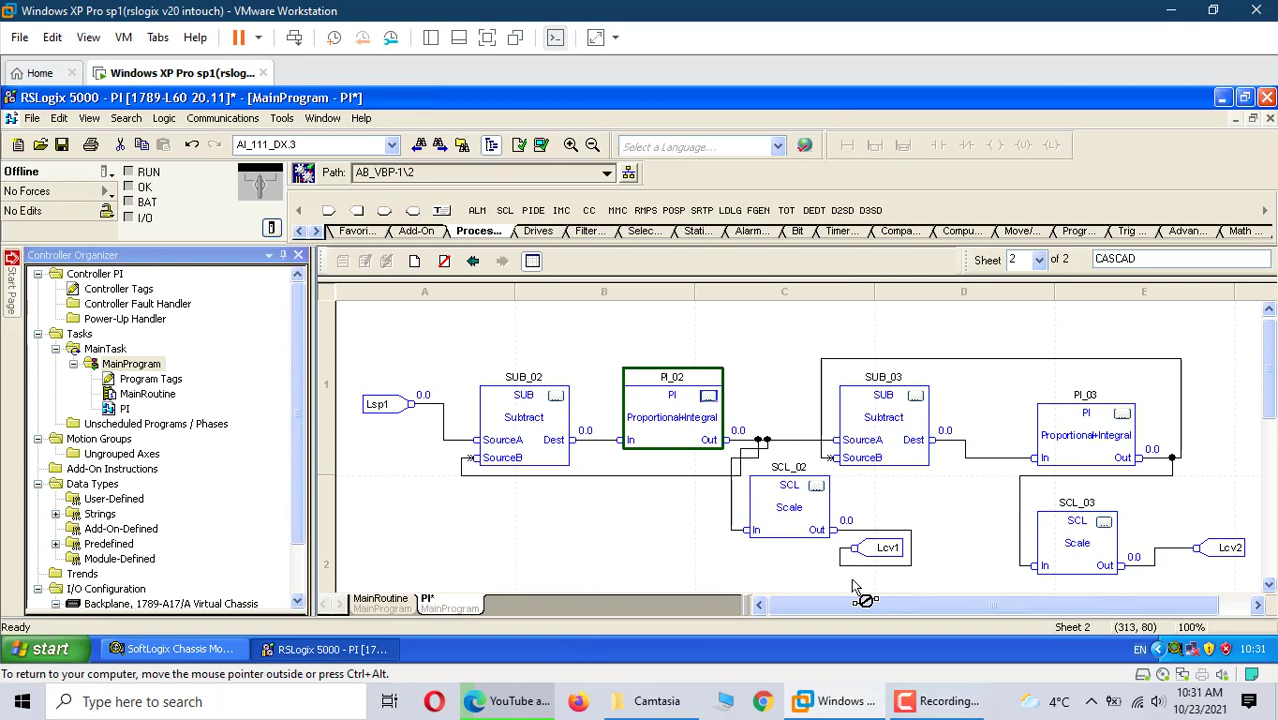 Windows XP Pro sp1(rslogix v20 intouch) - VMware Workstation
File Edit View VM Tabs Help
Home
Windows XP Pro sp1(rslog...
RSLogix 5000 - PI [1789-L60 20.11]* - [MainProgram - PI*]
File Edit View Search Logic Communications Tools Window Help
AI_111_DX.3
Select a Language...
Offline
RUN
No Forces
OK
No Edits
BAT
I/O
Path: AB_VBP-1\2
ALM SCL PIDE IMC CC MMC RMPS POSP SRTP LDLG FGEN TOT DEDT D2SD DSSD
Favori... Add-On Proces... Drives Filter... Selec... Stati... Alarm... Bit Timer... Compa... Compu... Move/... Progr... Trig ... Advan... Math ...
Start Page
Controller Organizer
Controller PI
Controller Tags
Controller Fault Handler
Power-Up Handler
Tasks
MainTask
MainProgram
Program Tags
MainRoutine
PI
Unscheduled Programs / Phases
Motion Groups
Ungrouped Axes
Add-On Instructions
Data Types
User-Defined
Strings
Add-On-Defined
Predefined
Module-Defined
Trends
I/O Configuration
Backplane, 1789-A17/A Virtual Chassis
Sheet 2 of 2 CASCAD
A B C D E
1
2
Lsp1 0.0
SUB_02
SUB ...
Subtract
SourceA Dest 0.0
SourceB
PI_02
PI ...
Proportional+Integral
In Out 0.0
SCL_02
SCL ...
Scale
In Out 0.0
Lcv1
SUB_03
SUB ...
Subtract
SourceA Dest 0.0
SourceB
PI_03
PI ...
Proportional+Integral
In Out 0.0
SCL_03
SCL ...
Scale
In Out 0.0
Lcv2
MainRoutine
MainProgram
PI*
MainProgram
Ready
Sheet 2 (313, 80) 100%
start
SoftLogix Chassis Mo...
RSLogix 5000 - PI [17...
EN
10:31
To return to your computer, move the mouse pointer outside or press Ctrl+Alt.
Type here to search
YouTube a...
Camtasia
Windows ...
Recording...
4°C
10:31 AM
10/23/2021